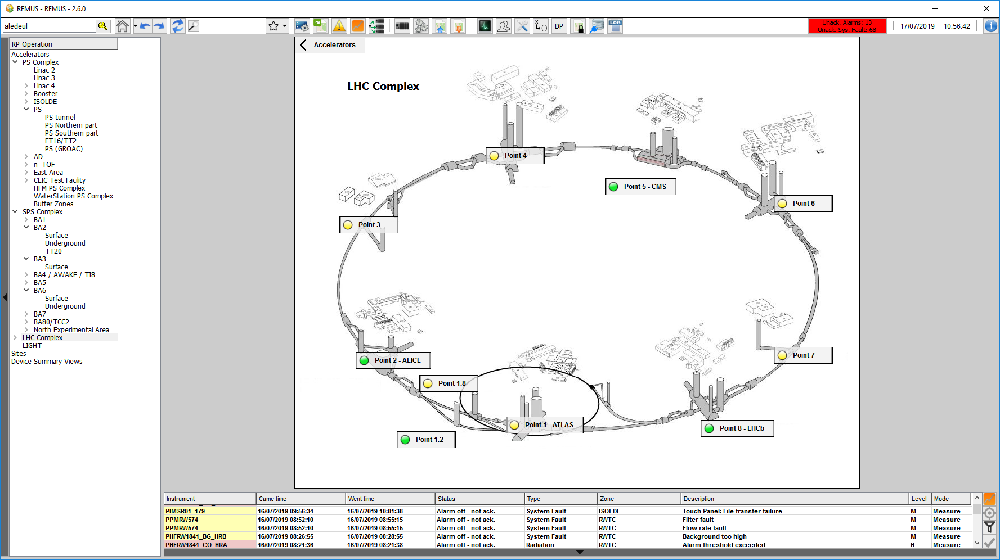 REMUS - REMUS - 2.6.0
aledeul
DP
LOG
Unack. Alarms: 13
Unack. Sys. Fault: 68
17/07/2019 10:56:42
RP Operation
Accelerators
PS Complex
Linac 2
Linac 3
Linac 4
Booster
ISOLDE
PS
PS tunnel
PS Northern part
PS Southern part
FT16/TT2
PS (GROAC)
AD
n_TOF
East Area
CLIC Test Facility
HFM PS Complex
WaterStation PS Complex
Buffer Zones
SPS Complex
BA1
BA2
Surface
Underground
TT20
BA3
Surface
BA4 / AWAKE / TI8
BA5
BA6
Surface
Underground
BA7
BA80/TCC2
North Experimental Area
LHC Complex
LIGHT
Sites
Device Summary Views
Accelerators
LHC Complex
Point 4
Point 5 - CMS
Point 6
Point 3
Point 7
Point 2 - ALICE
Point 1.8
Point 1 - ATLAS
Point 8 - LHCb
Point 1.2
Instrument Came time Went time Status Type Zone Description Level Mode
PIMSR01=179 16/07/2019 09:56:34 16/07/2019 10:01:38 Alarm off - not ack. System Fault ISOLDE Touch Panel: File transfer failure M Measure
PPMRW574 16/07/2019 08:52:10 16/07/2019 08:55:15 Alarm off - not ack. System Fault RWTC Filter fault M Measure
PPMRW574 16/07/2019 08:52:10 16/07/2019 08:55:15 Alarm off - not ack. System Fault RWTC Flow rate fault M Measure
PHFRW1841_BG_HRB 16/07/2019 08:26:55 16/07/2019 08:28:55 Alarm off - not ack. System Fault RWTC Background too high M Measure
PHFRW1841_CO_HRA 16/07/2019 08:21:36 16/07/2019 08:21:38 Alarm off - not ack. Radiation RWTC Alarm threshold exceeded H Measure